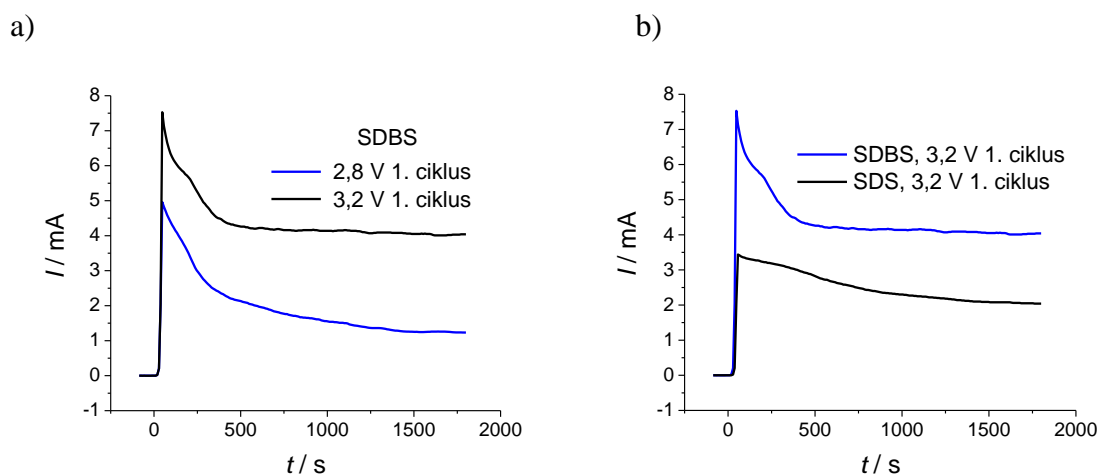 a)
b)
8
7
6
5
4
3
2
1
0
-1
I / mA
SDBS
2,8 V 1. ciklus
3,2 V 1. ciklus
0
500
1000
1500
2000
t / s
8
7
6
5
4
3
2
1
0
-1
I / mA
SDBS, 3,2 V 1. ciklus
SDS, 3,2 V 1. ciklus
0
500
1000
1500
2000
t / s